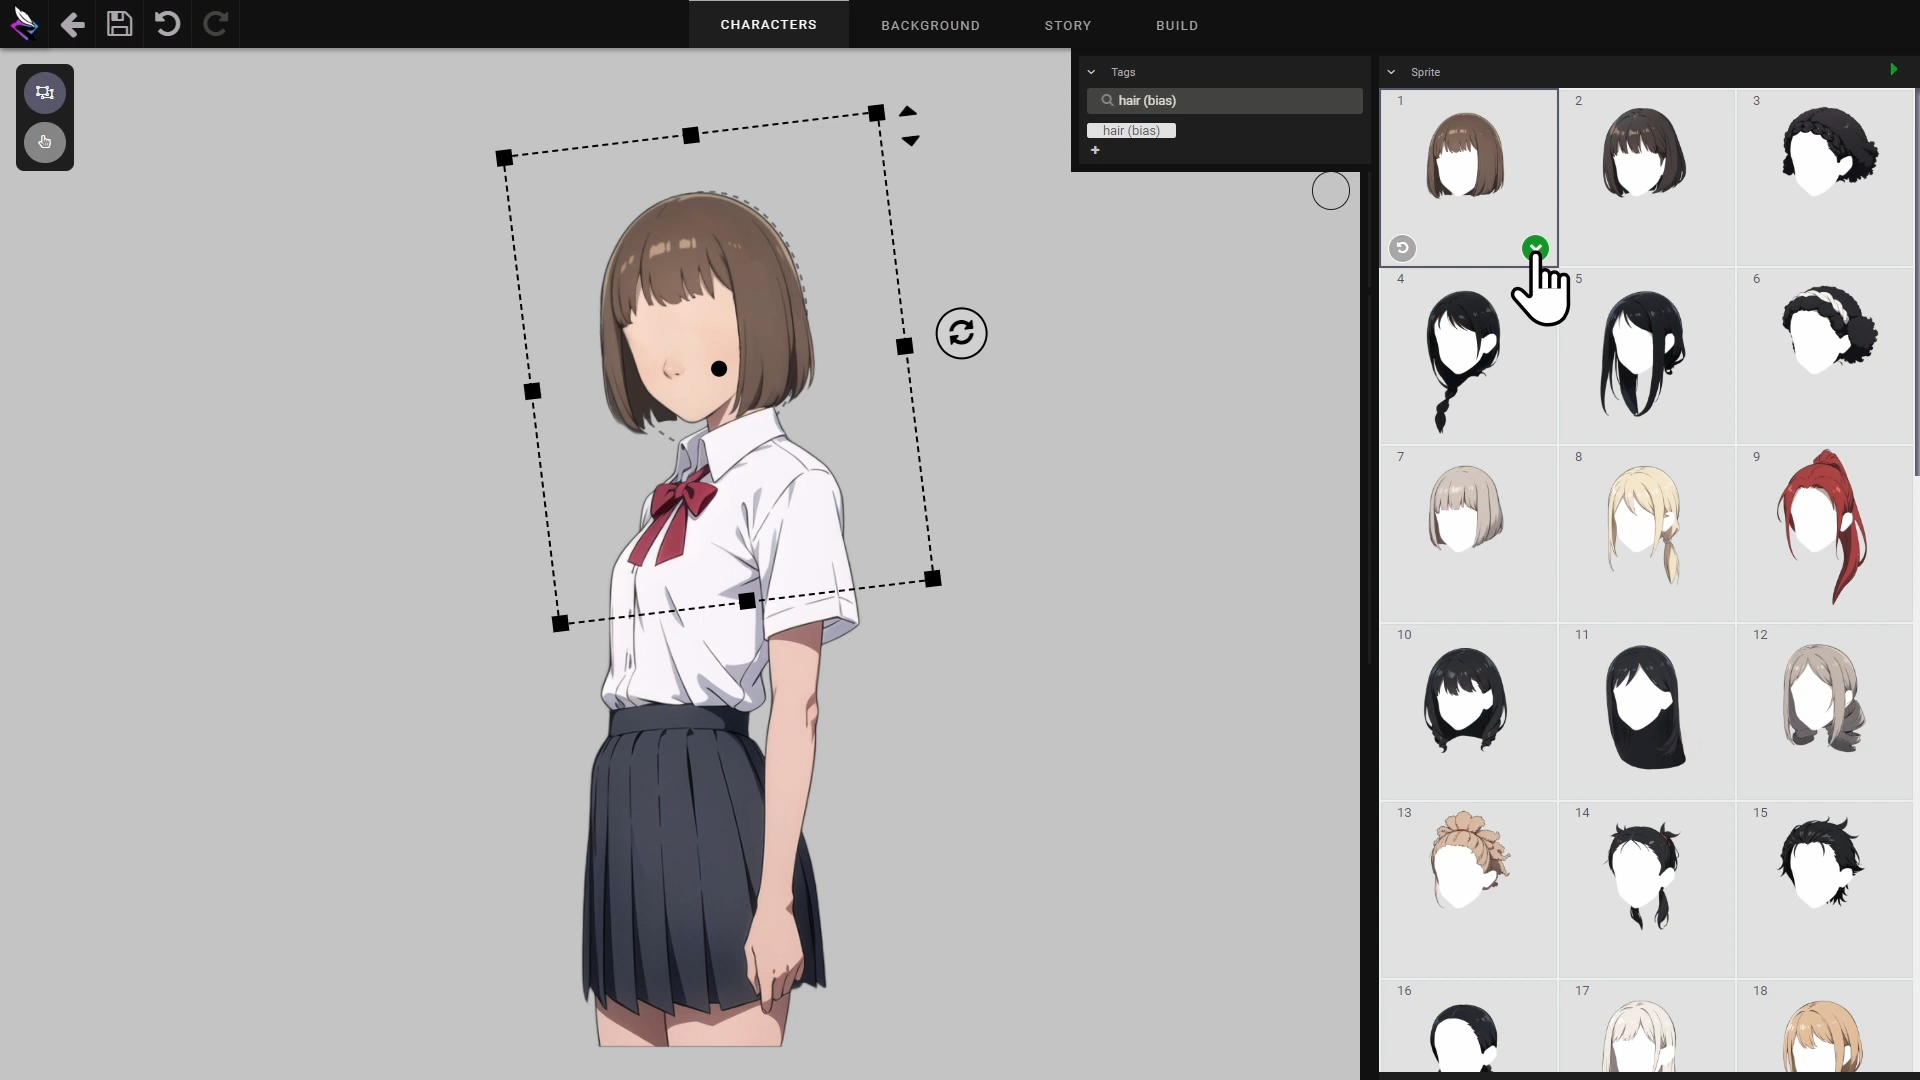 CHARACTERS
BACKGROUND
STORY
BUILD
Tags
hair (bias)
hair (bias)
Sprite
1
2
3
4
5
6
7
8
9
10
11
12
13
14
15
16
17
18